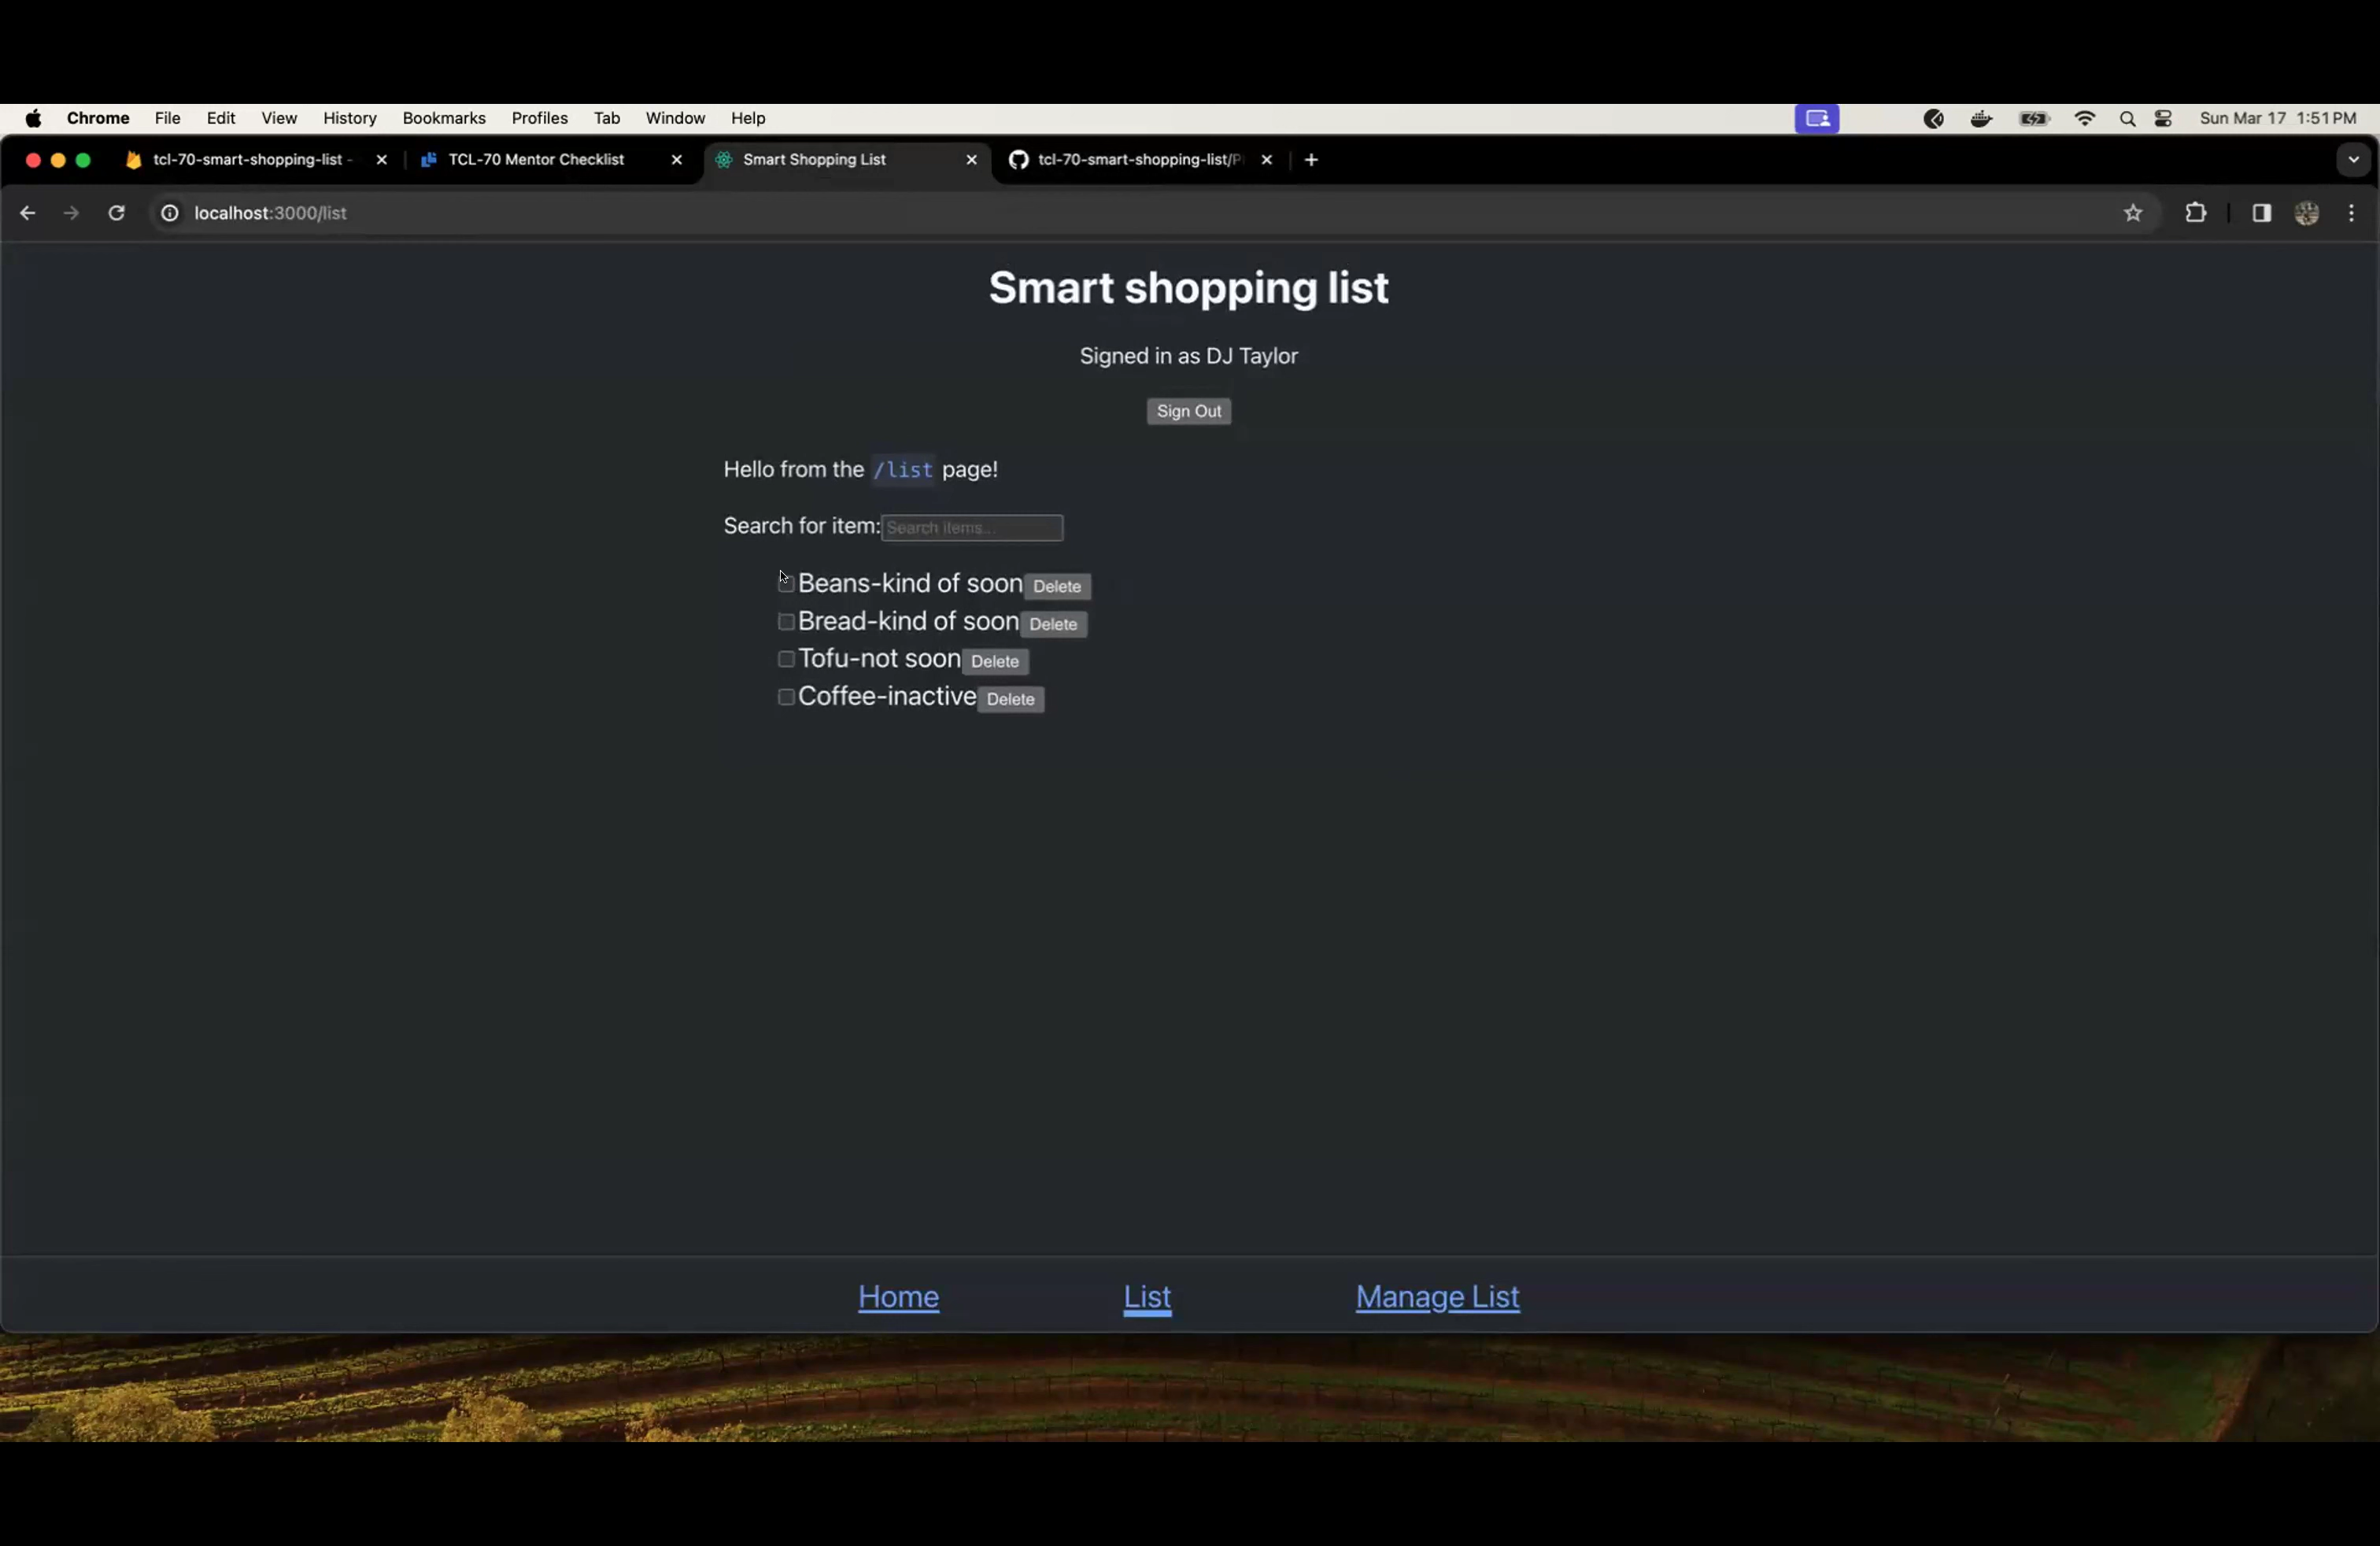 Chrome File Edit View History Bookmarks Profiles Tab Window Help Sun Mar 17 1:51 PM
tcl-70-smart-shopping-list - TCL-70 Mentor Checklist Smart Shopping List tcl-70-smart-shopping-list/P
localhost:3000/list
Smart shopping list
Signed in as DJ Taylor
Sign Out
Hello from the /list page!
Search for item: Search items...
Beans-kind of soon Delete
Bread-kind of soon Delete
Tofu-not soon Delete
Coffee-inactive Delete
Home List Manage List